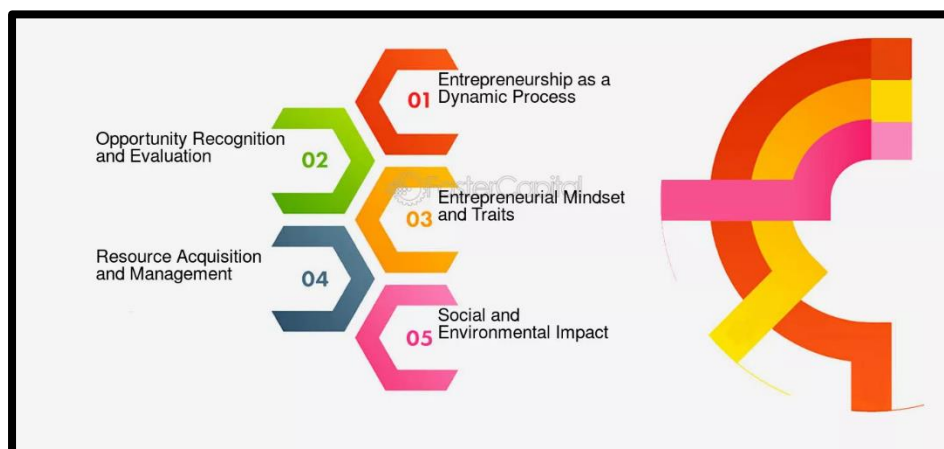 01
Entrepreneurship as a
Dynamic Process
Opportunity Recognition
and Evaluation
02
FasterCapital
03
Entrepreneurial Mindset
and Traits
Resource Acquisition
and Management
04
05
Social and
Environmental Impact